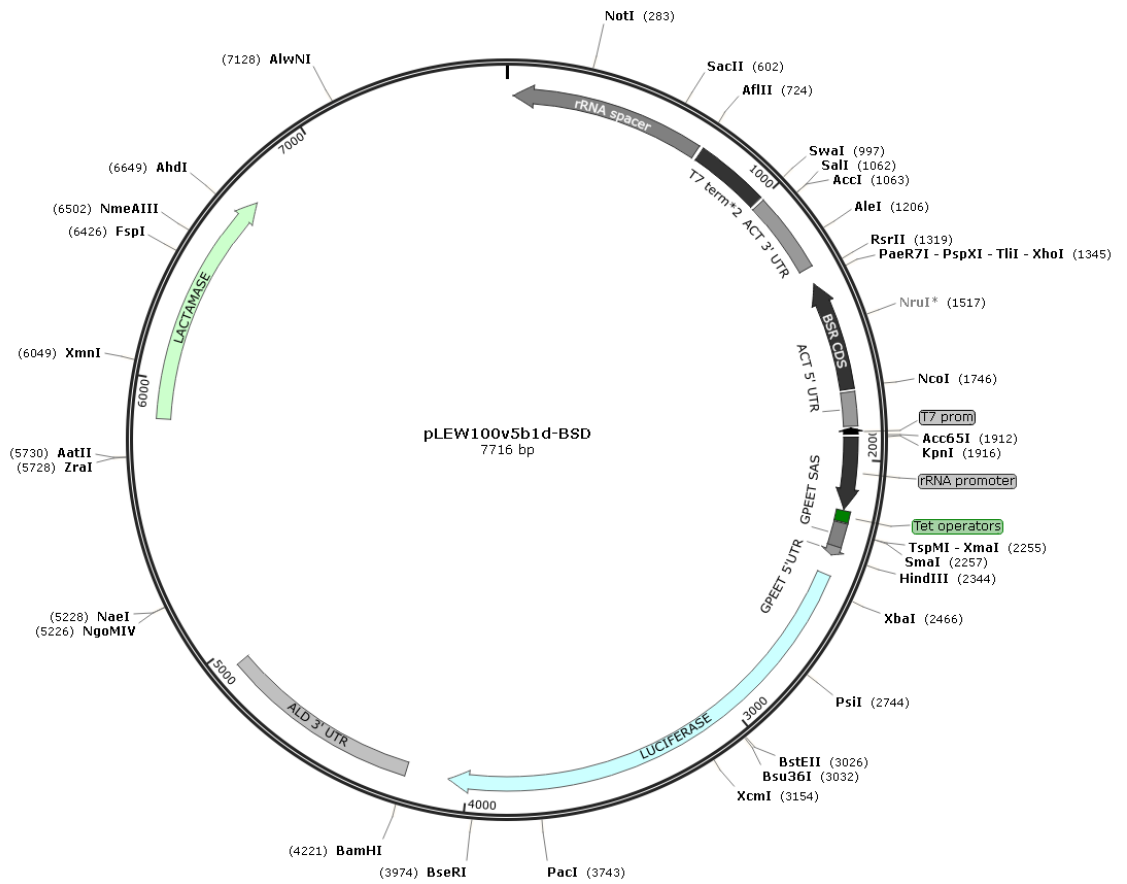 NotI (283)
SacII (602)
AflII (724)
SwaI (997)
SalI (1062)
AccI (1063)
AleI (1206)
RsrII (1319)
PaeR7I - PspXI - TliI - XhoI (1345)
NruI* (1517)
NcoI (1746)
T7 prom
Acc65I (1912)
KpnI (1916)
rRNA promoter
Tet operators
TspMI - XmaI (2255)
SmaI (2257)
HindIII (2344)
XbaI (2466)
PsiI (2744)
BstEII (3026)
Bsu36I (3032)
XcmI (3154)
PacI (3743)
(3974) BseRI
(4221) BamHI
(5226) NgoMIV
(5228) NaeI
(5728) ZraI
(5730) AatII
(6049) XmnI
(6426) FspI
(6502) NmeAIII
(6649) AhdI
(7128) AlwNI
rRNA spacer
T7 term*2
ACT 3' UTR
BSR CDS
ACT 5' UTR
GPEET SAS
GPEET 5'UTR
LUCIFERASE
ALD 3' UTR
LACTAMASE
1000
2000
3000
4000
5000
6000
7000
pLEW100v5b1d-BSD
7716 bp